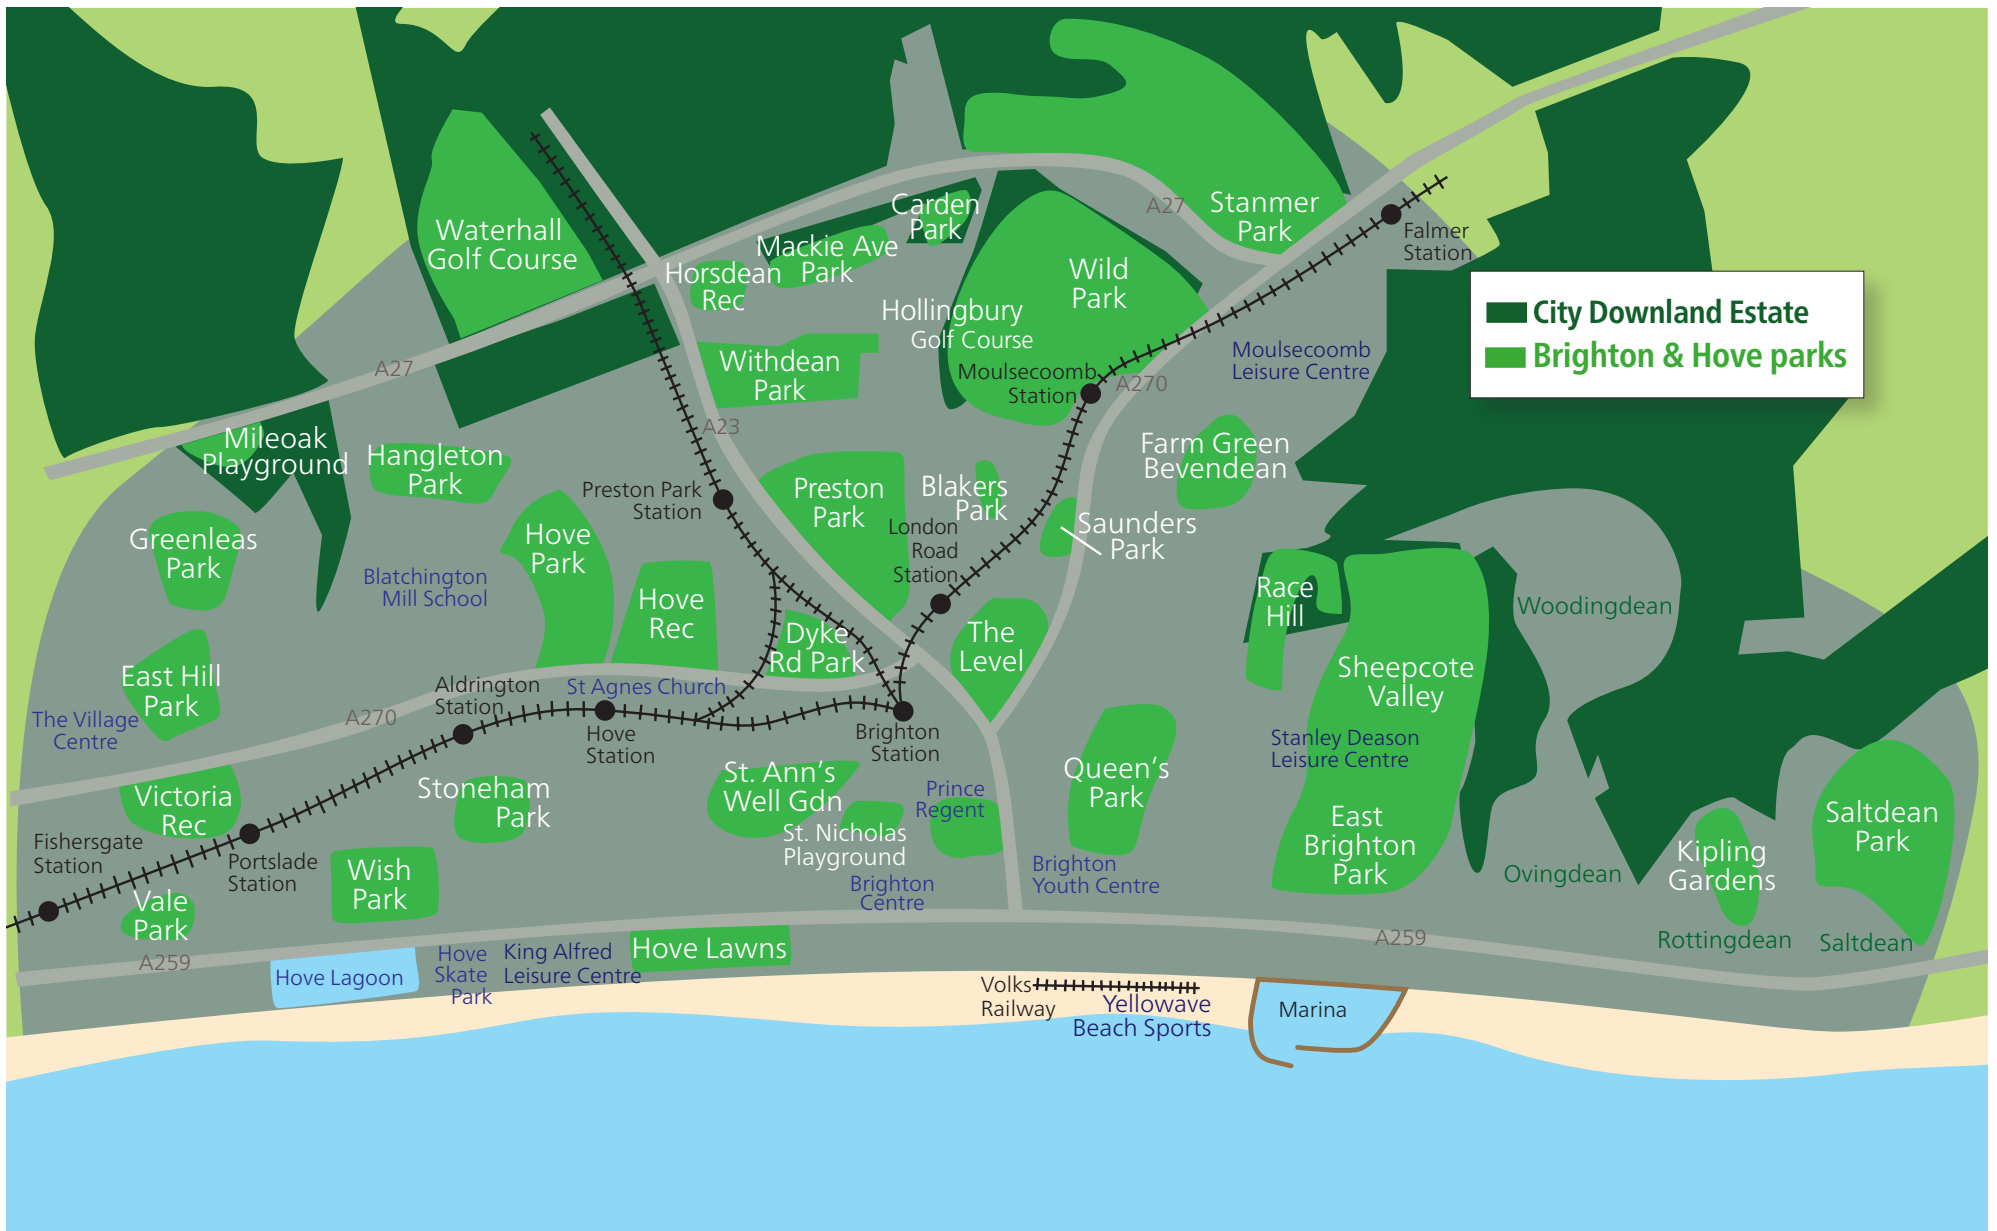 Waterhall
Golf Course
Carden
Park
Mackie Ave
Park
Horsdean
Rec
A27
Stanmer
Park
Falmer
Station
Wild
Park
Hollingbury
Golf Course
City Downland Estate
Brighton & Hove parks
Moulsecoomb
Leisure Centre
A27
Withdean
Park
Moulsecoomb
Station
A270
A23
Mileoak
Playground
Hangleton
Park
Farm Green
Bevendean
Preston Park
Station
Preston
Park
Blakers
Park
London
Road
Station
Saunders
Park
Greenleas
Park
Hove
Park
Blatchington
Mill School
Hove
Rec
Dyke
Rd Park
The
Level
Race
Hill
Woodingdean
Sheepcote
Valley
East Hill
Park
The Village
Centre
Aldrington
Station
St Agnes Church
A270
Hove
Station
Brighton
Station
Stanley Deason
Leisure Centre
Victoria
Rec
Stoneham
Park
St. Ann's
Well Gdn
Prince
Regent
Queen's
Park
St. Nicholas
Playground
East
Brighton
Park
Saltdean
Park
Kipling
Gardens
Fishersgate
Station
Portslade
Station
Wish
Park
Brighton
Centre
Brighton
Youth Centre
Ovingdean
Vale
Park
A259
Hove Lagoon
Hove
Skate
Park
King Alfred
Leisure Centre
Hove Lawns
A259
Rottingdean
Saltdean
Volks
Railway
Yellowave
Beach Sports
Marina